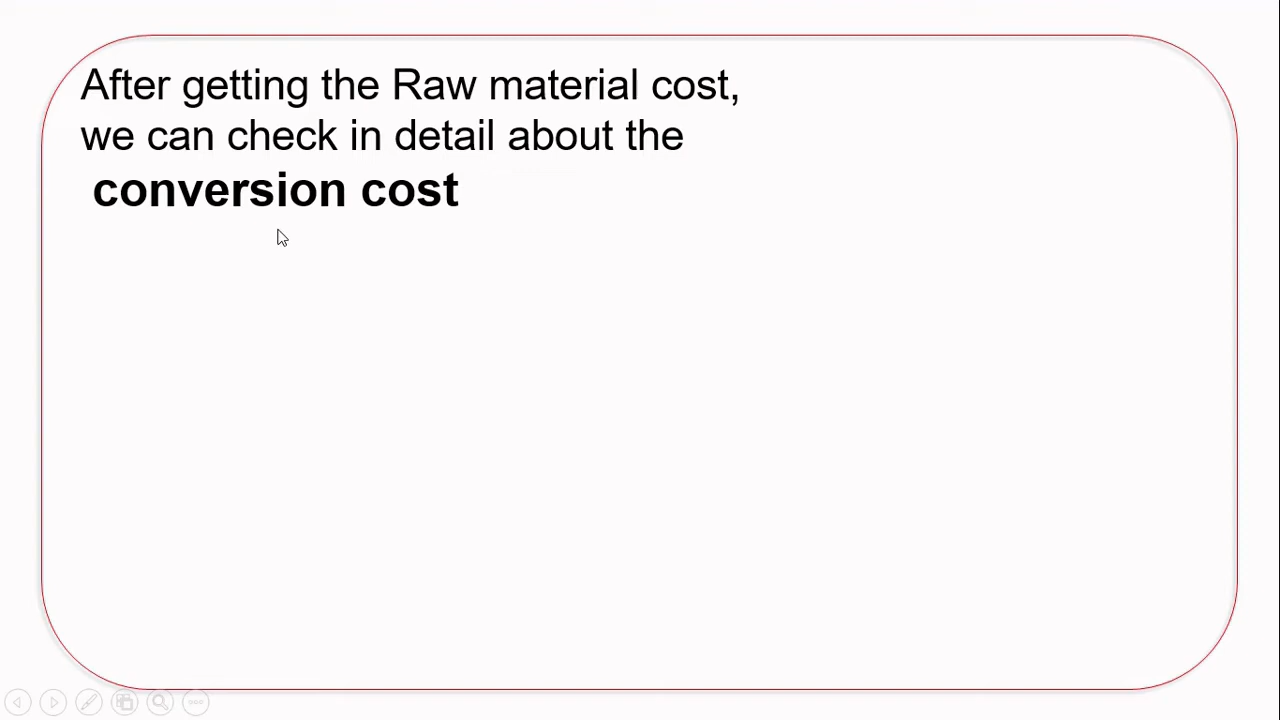 After getting the Raw material cost,
we can check in detail about the
conversion cost